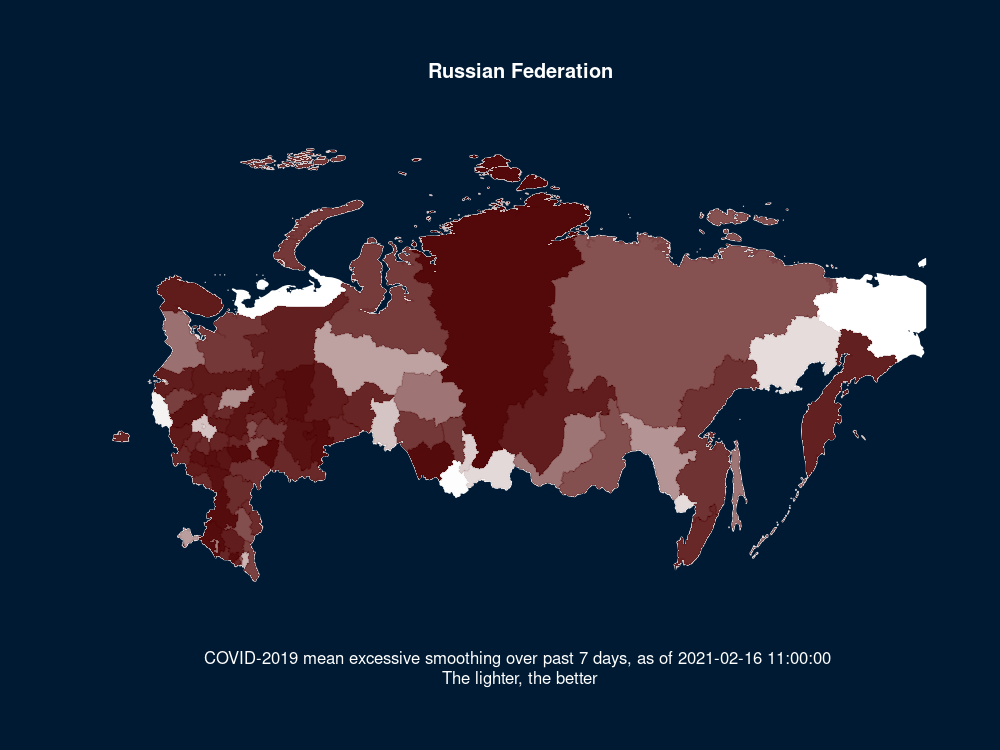 Russian Federation
COVID-2019 mean excessive smoothing over past 7 days, as of 2021-02-16 11:00:00
The lighter, the better